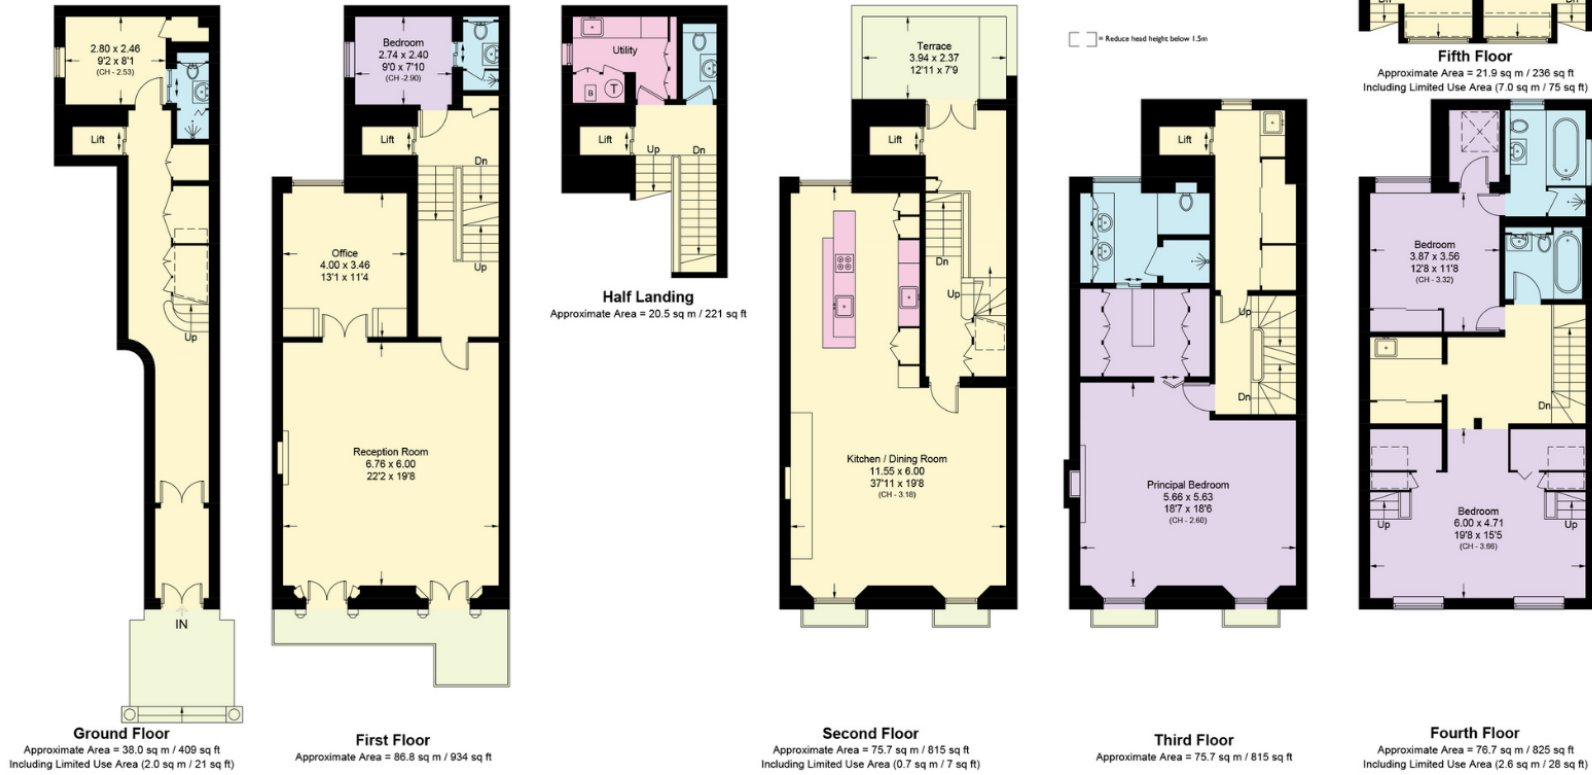 2.80 x 2.46
9'2 x 8'1
(CH - 2.53)
Lift
Up
IN
Ground Floor
Approximate Area = 38.0 sq m / 409 sq ft
Including Limited Use Area (2.0 sq m / 21 sq ft)
Bedroom
2.74 x 2.40
9'0 x 7'10
(CH -2.90)
Lift
Dn
Up
Office
4.00 x 3.46
13'1 x 11'4
Reception Room
6.76 x 6.00
22'2 x 19'8
First Floor
Approximate Area = 86.8 sq m / 934 sq ft
Utility
B
T
Lift
Up
Dn
Half Landing
Approximate Area = 20.5 sq m / 221 sq ft
Terrace
3.94 x 2.37
12'11 x 7'9
Lift
Dn
Up
Kitchen / Dining Room
11.55 x 6.00
37'11 x 19'8
(CH - 3.18)
Second Floor
Approximate Area = 75.7 sq m / 815 sq ft
Including Limited Use Area (0.7 sq m / 7 sq ft)
= Reduce head height below 1.5m
Lift
Up
Dn
Principal Bedroom
5.66 x 5.63
18'7 x 18'6
(CH - 2.60)
Third Floor
Approximate Area = 75.7 sq m / 815 sq ft
Dn
Dn
Fifth Floor
Approximate Area = 21.9 sq m / 236 sq ft
Including Limited Use Area (7.0 sq m / 75 sq ft)
Bedroom
3.87 x 3.56
12'8 x 11'8
(CH - 3.32)
Dn
Up
Bedroom
6.00 x 4.71
19'8 x 15'5
(CH - 3.66)
Up
Fourth Floor
Approximate Area = 76.7 sq m / 825 sq ft
Including Limited Use Area (2.6 sq m / 28 sq ft)